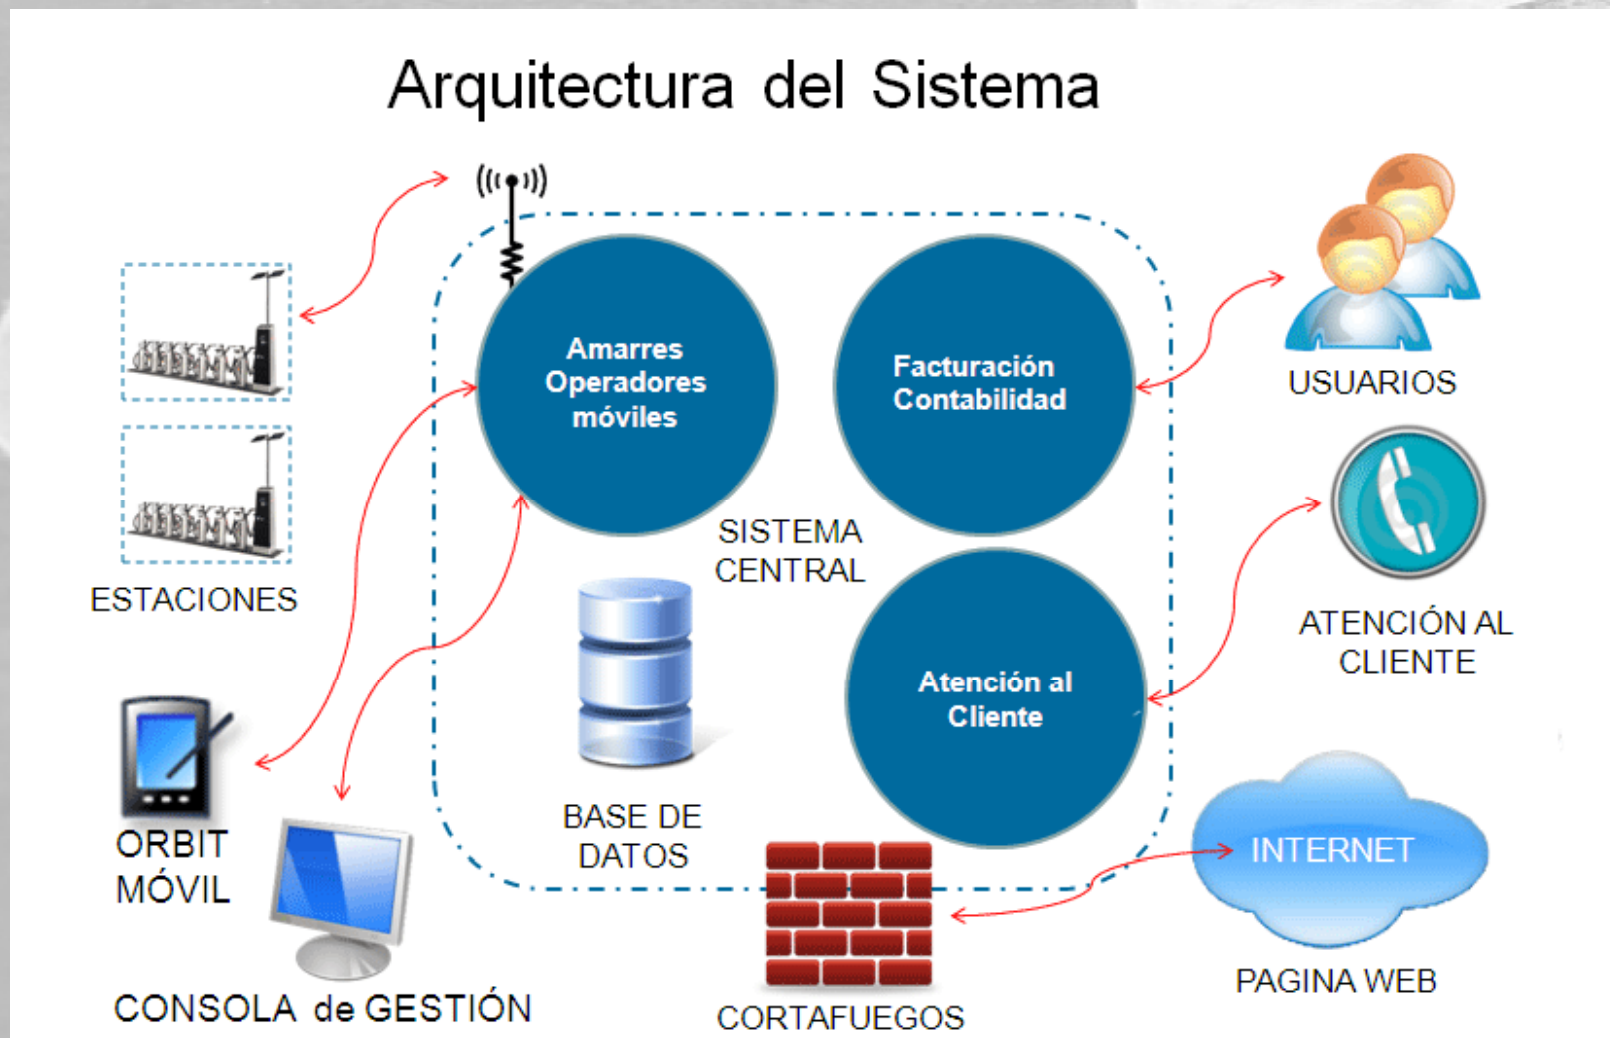 Arquitectura del Sistema
Amarres
Operadores
móviles
Facturación
Contabilidad
USUARIOS
SISTEMA
CENTRAL
ESTACIONES
ATENCIÓN AL
CLIENTE
Atención al
Cliente
BASE DE
DATOS
ORBIT
MÓVIL
INTERNET
PAGINA WEB
CONSOLA de GESTIÓN
CORTAFUEGOS